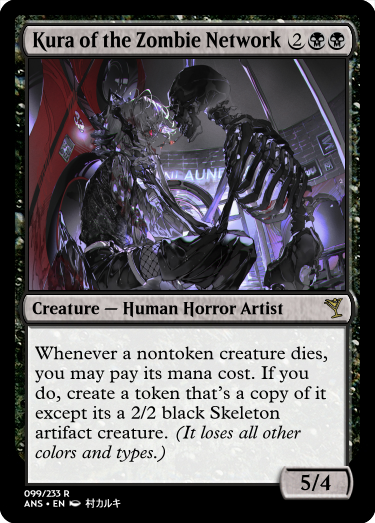 Kura of the Zombie Network 2
LAUN
Creature — Human Horror Artist
Whenever a nontoken creature dies,
you may pay its mana cost. If you
do, create a token that's a copy of it
except its a 2/2 black Skeleton
artifact creature. (It loses all other
colors and types.)
5/4
099/233 R
ANS • EN 村カルキ